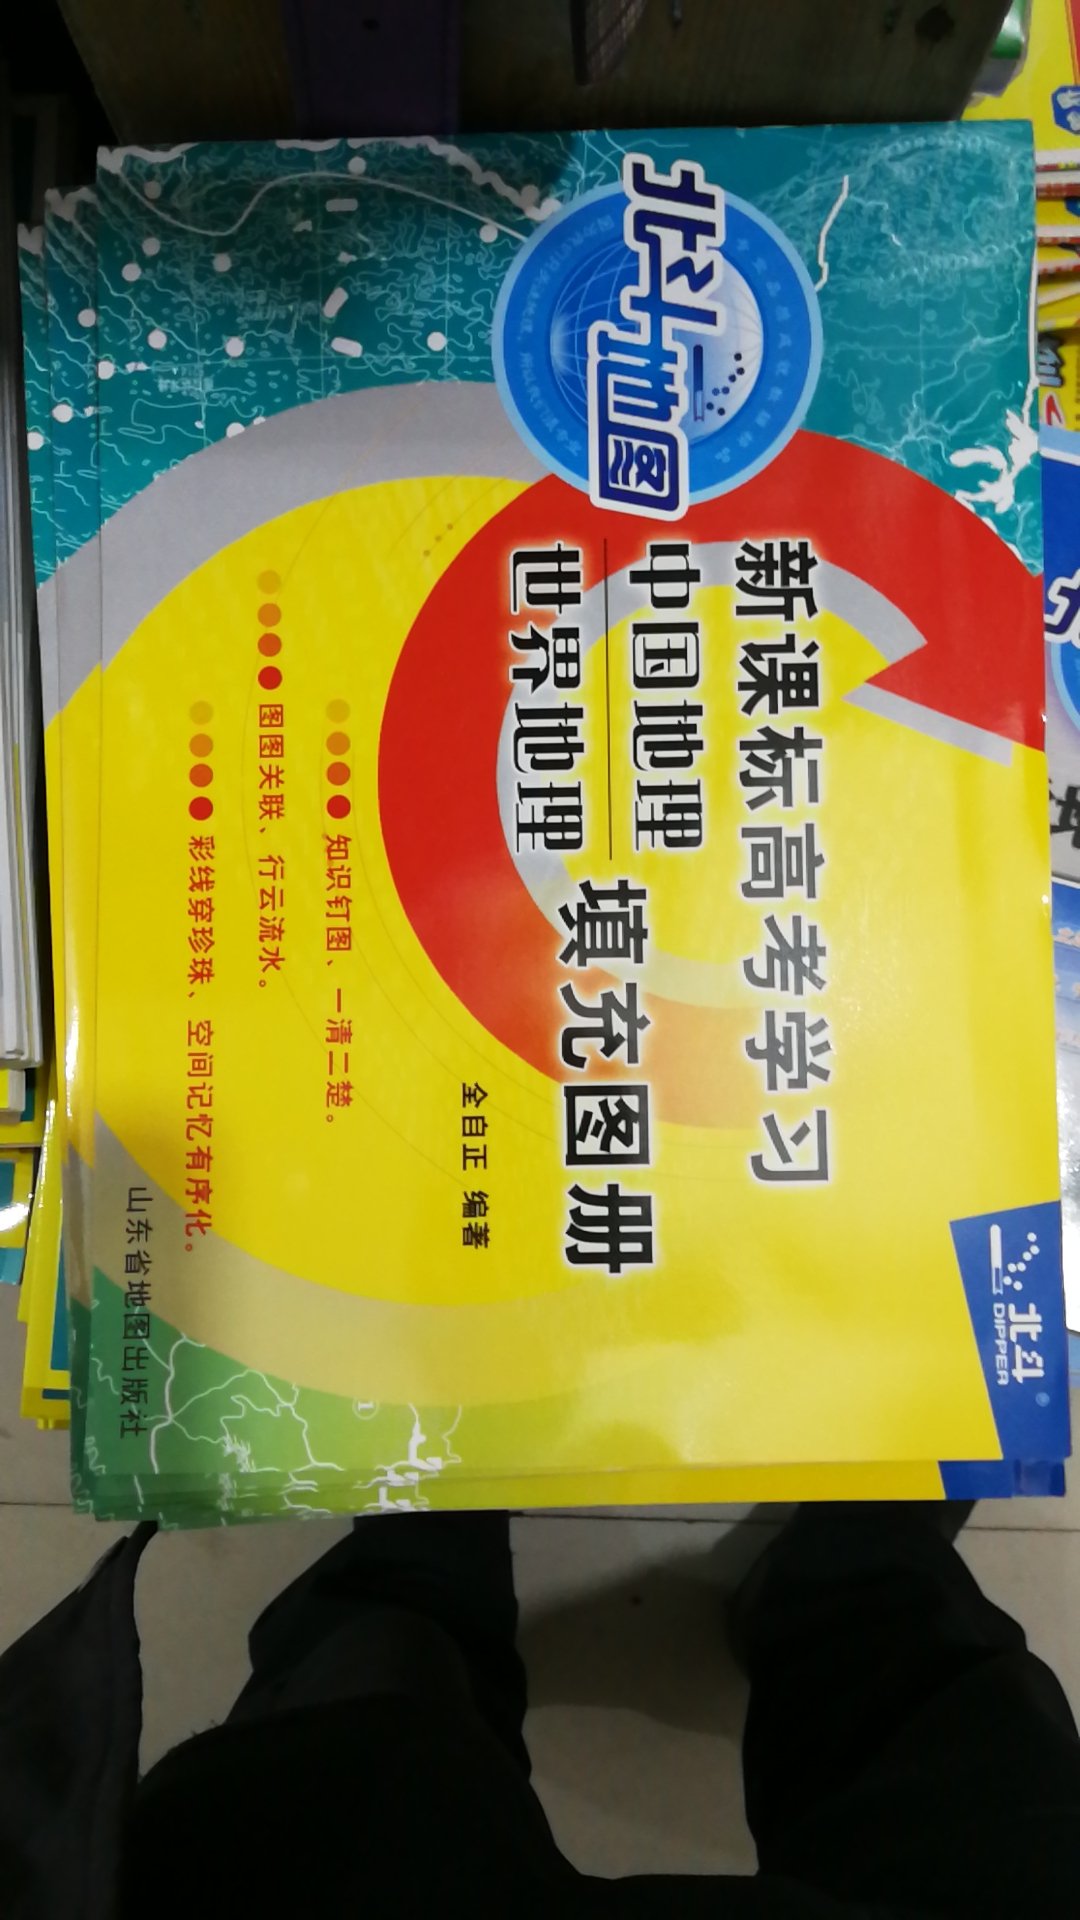 北斗地图
新课标高考学习
中国地理
世界地理
填充图册
全自正 编著
知识钉图、一清二楚。
图图关联、行云流水。
彩线穿珍珠、空间记忆有序化。
山东省地图出版社
北斗
DIPPER